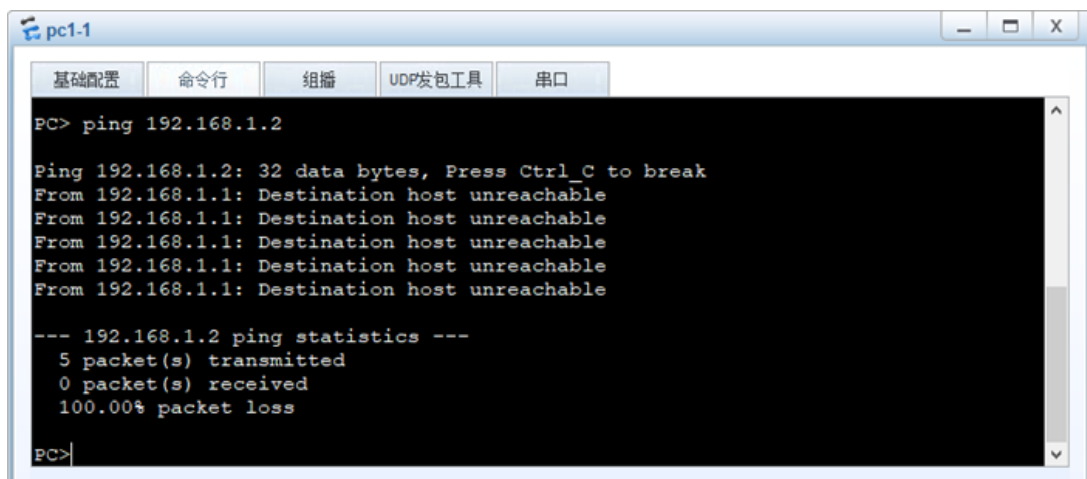 pc1-1
基础配置 命令行 组播 UDP发包工具 串口
PC> ping 192.168.1.2
Ping 192.168.1.2: 32 data bytes, Press Ctrl_C to break
From 192.168.1.1: Destination host unreachable
From 192.168.1.1: Destination host unreachable
From 192.168.1.1: Destination host unreachable
From 192.168.1.1: Destination host unreachable
From 192.168.1.1: Destination host unreachable
--- 192.168.1.2 ping statistics ---
5 packet(s) transmitted
0 packet(s) received
100.00% packet loss
PC>